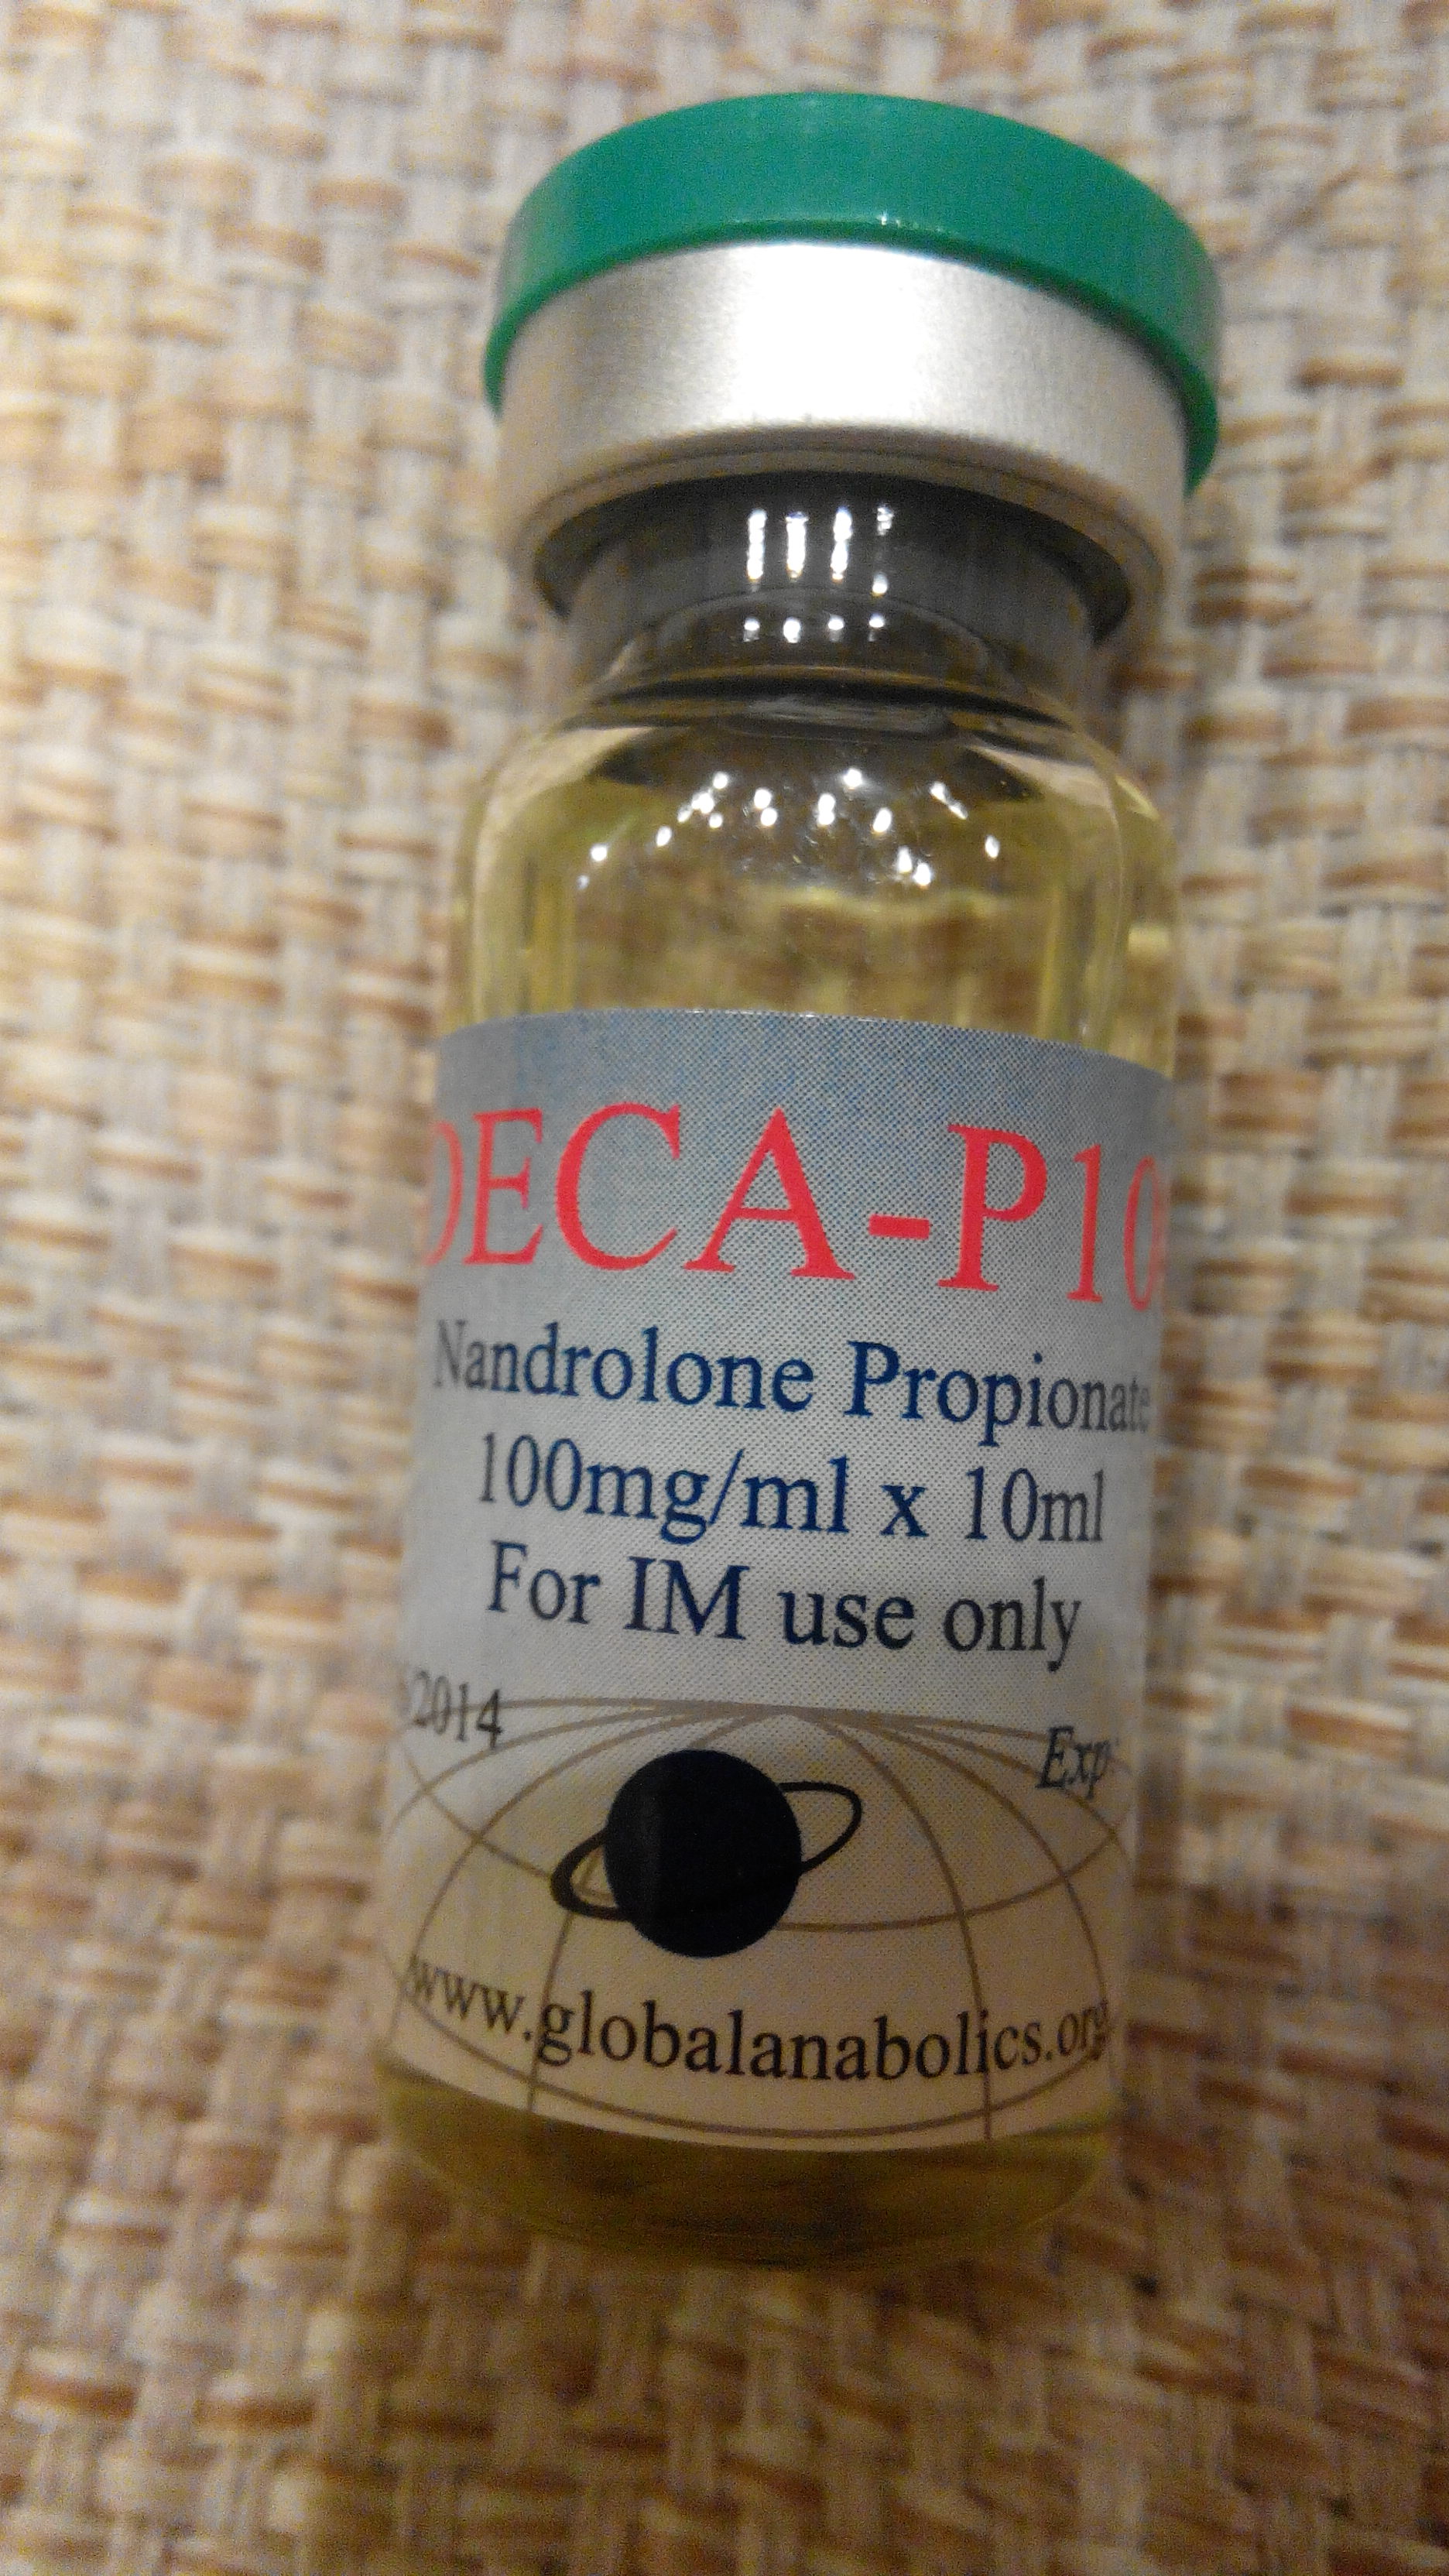 DECA-P10
Nandrolone Propionate
100mg/ml x 10ml
For IM use only
/2014
Exp
www.globalanabolics.org